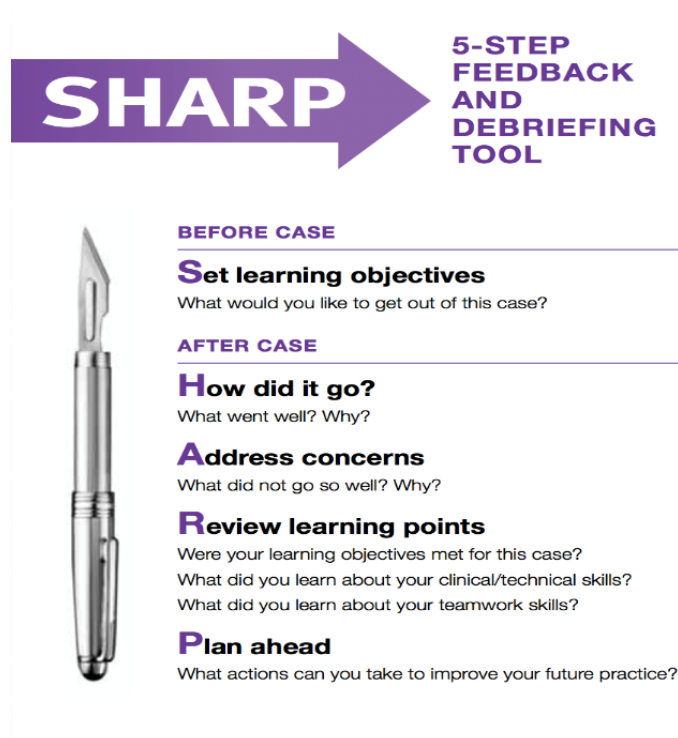 SHARP
5-STEP
FEEDBACK
AND
DEBRIEFING
TOOL
BEFORE CASE
Set learning objectives
What would you like to get out of this case?
AFTER CASE
How did it go?
What went well? Why?
Address concerns
What did not go so well? Why?
Review learning points
Were your learning objectives met for this case?
What did you learn about your clinical/technical skills?
What did you learn about your teamwork skills?
Plan ahead
What actions can you take to improve your future practice?